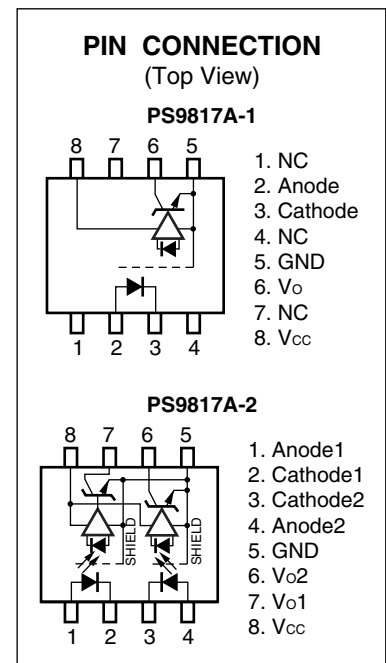 PIN CONNECTION
(Top View)
PS9817A-1
8 7 6 5
1. NC
2. Anode
3. Cathode
4. NC
5. GND
6. VO
7. NC
8. VCC
1 2 3 4
PS9817A-2
8 7 6 5
1. Anode1
2. Cathode1
3. Cathode2
4. Anode2
5. GND
6. VO2
7. VO1
8. VCC
SHIELD
SHIELD
1 2 3 4